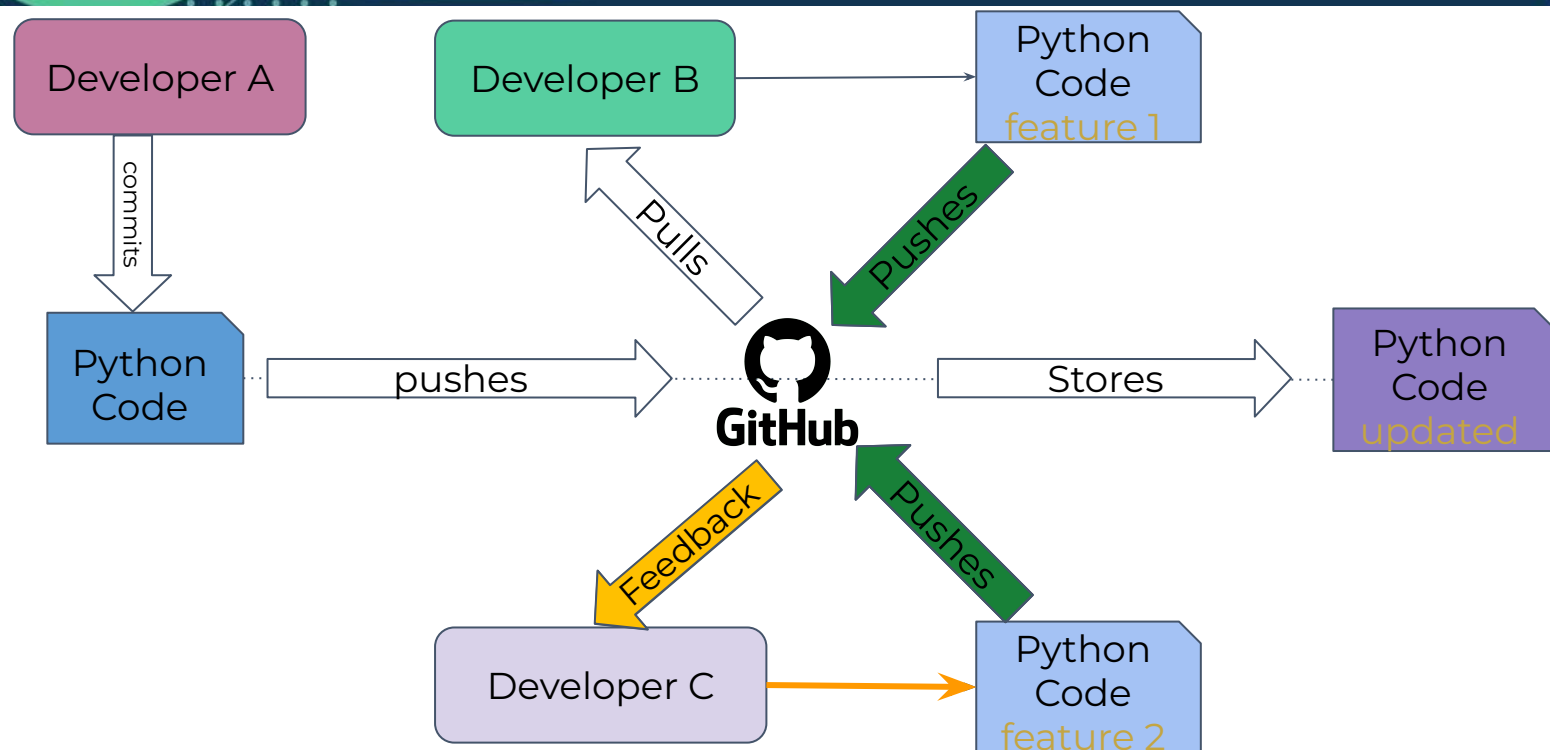 Developer A
Developer B
Python
Code
feature 1
commits
Pulls
Pushes
Python
Code
pushes
GitHub
Stores
Python
Code
updated
Feedback
Pushes
Developer C
Python
Code
feature 2